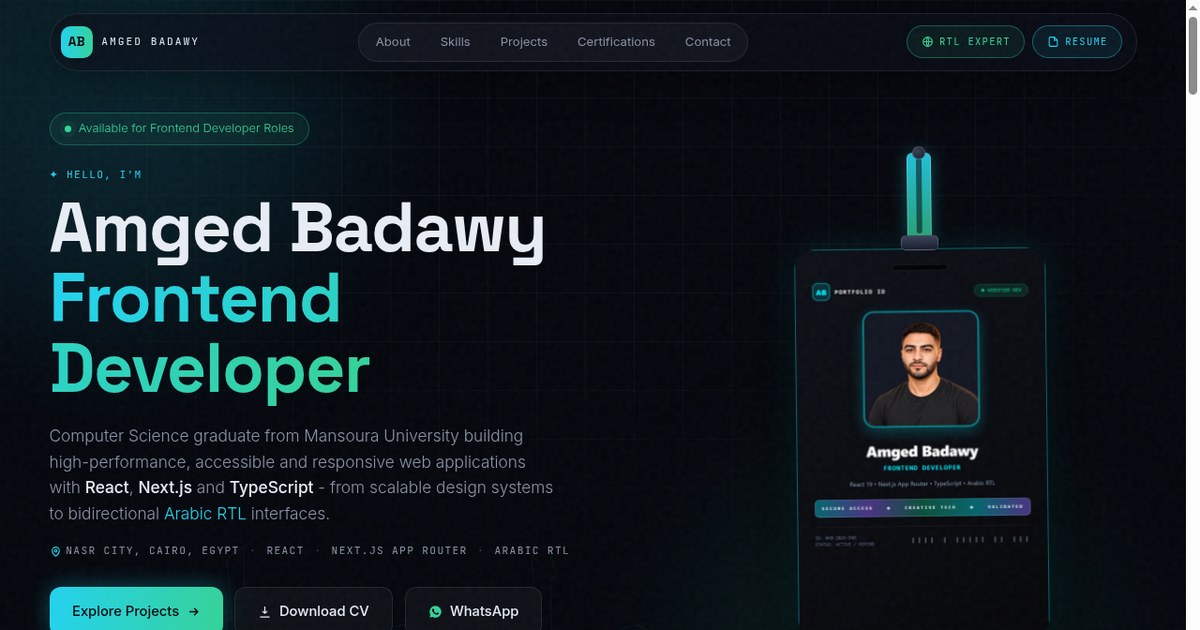 AB AMGED BADAWY
About Skills Projects Certifications Contact
RTL EXPERT
RESUME
Available for Frontend Developer Roles
HELLO, I'M
Amged Badawy
Frontend
Developer
Computer Science graduate from Mansoura University building
high-performance, accessible and responsive web applications
with React, Next.js and TypeScript - from scalable design systems
to bidirectional Arabic RTL interfaces.
NASR CITY, CAIRO, EGYPT · REACT · NEXT.JS APP ROUTER · ARABIC RTL
Explore Projects →
Download CV
WhatsApp
AB PORTFOLIO ID
Amged Badawy
FRONTEND DEVELOPER
React 19 • Next.js App Router • TypeScript • Arabic RTL
SECURE ACCESS ◆ CREATIVE TECH ◆ VALIDATED